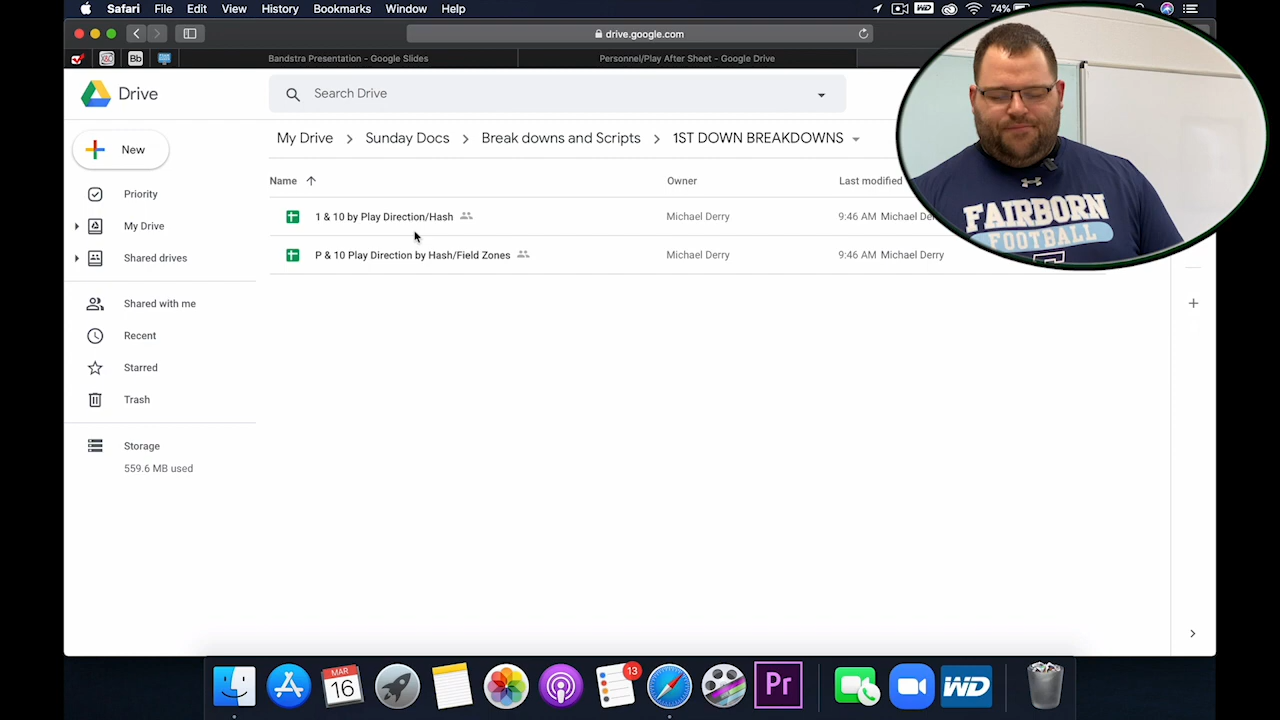 Safari File Edit View History Bookmarks Window Help
WD 74%
drive.google.com
Bb Bandstra Presentation - Google Slides Personnel/Play After Sheet - Google Drive
Drive
Search Drive
My Drive Sunday Docs Break downs and Scripts 1ST DOWN BREAKDOWNS
New
Name Owner Last modified
Priority
1 & 10 by Play Direction/Hash Michael Derry 9:46 AM Michael
My Drive
P & 10 Play Direction by Hash/Field Zones Michael Derry 9:46 AM Michael Derry
Shared drives
Shared with me
Recent
Starred
Trash
Storage
559.6 MB used
FAIRBORN
FOOTBALL
MAR
16
13
Pr
WD